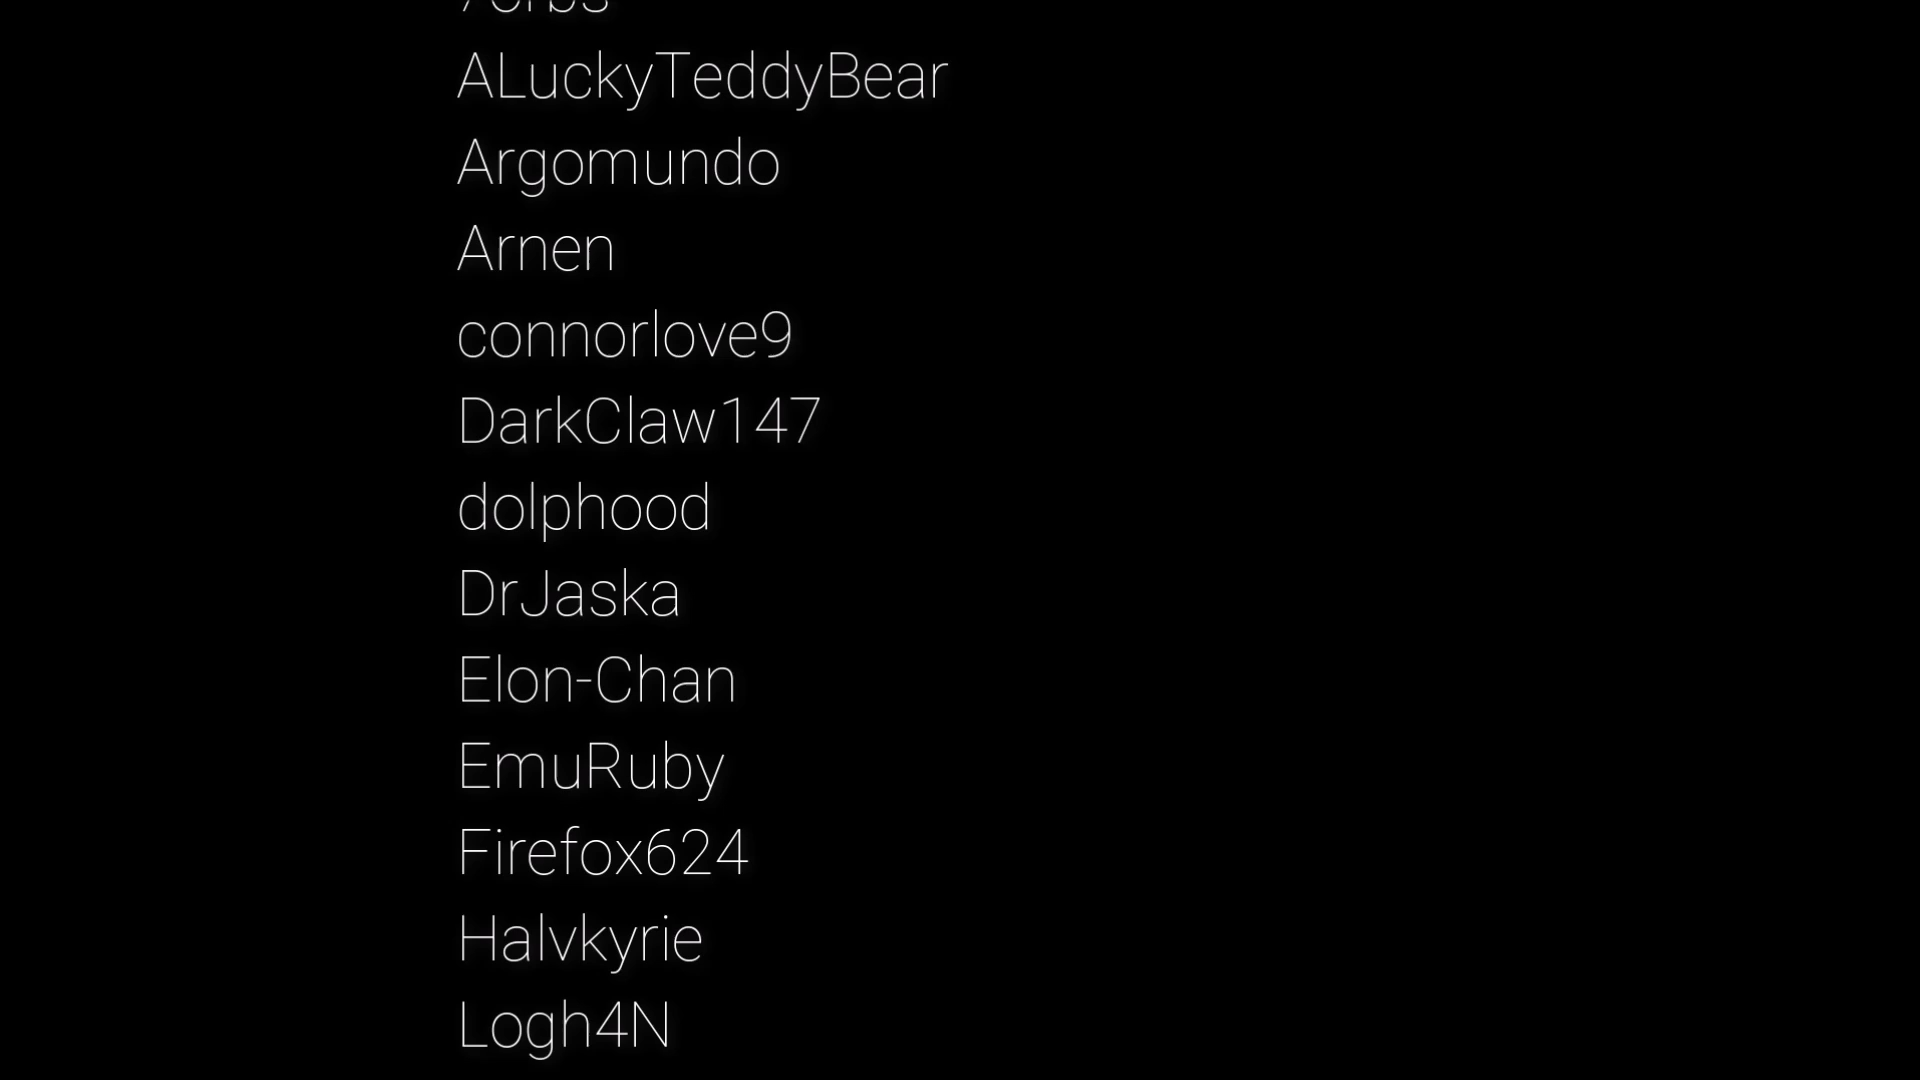 ALuckyTeddyBear
Argomundo
Arnen
connorlove9
DarkClaw147
dolphood
DrJaska
Elon-Chan
EmuRuby
Firefox624
Halvkyrie
Logh4N